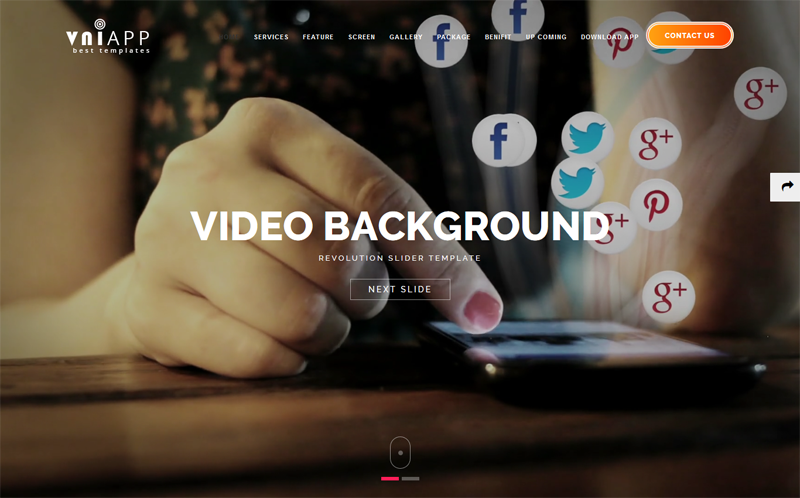 vniAPP
best templates
SERVICES FEATURE SCREEN GALLERY PACKAGE BENIFIT UP COMING DOWNLOAD APP CONTACT US
VIDEO BACKGROUND
REVOLUTION SLIDER TEMPLATE
NEXT SLIDE